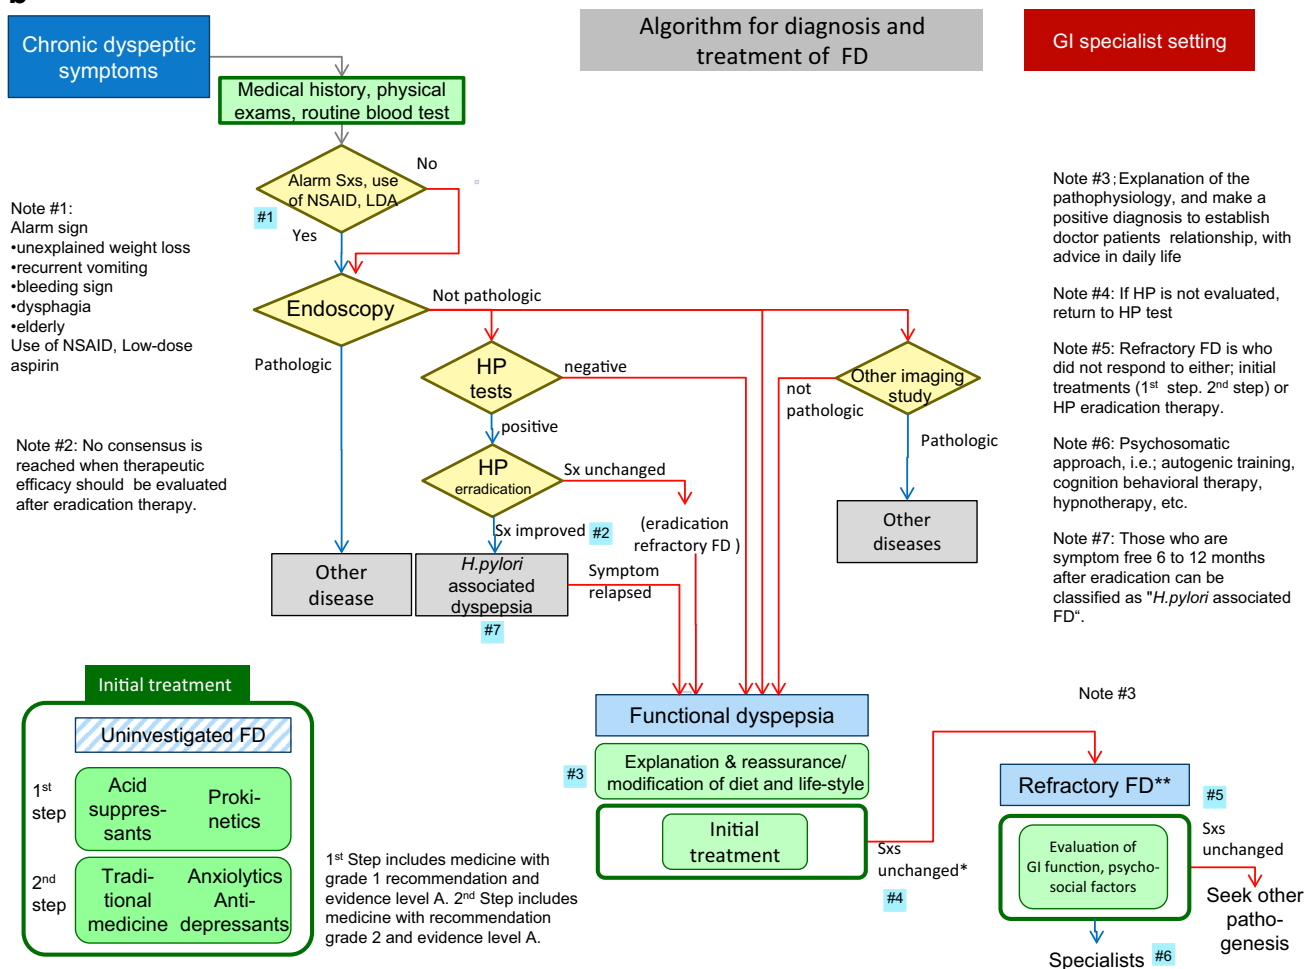 b
Chronic dyspeptic
symptoms
Algorithm for diagnosis and
treatment of FD
GI specialist setting
Medical history, physical
exams, routine blood test
Alarm Sxs, use
of NSAID, LDA
No
#1
Yes
Note #1:
Alarm sign
•unexplained weight loss
•recurrent vomiting
•bleeding sign
•dysphagia
•elderly
Use of NSAID, Low-dose
aspirin
Note #2: No consensus is
reached when therapeutic
efficacy should be evaluated
after eradication therapy.
Endoscopy
Not pathologic
Pathologic
HP
tests
negative
positive
HP
erradication
Sx unchanged
Sx improved
#2
(eradication
refractory FD )
Other
disease
H.pylori
associated
dyspepsia
#7
Symptom
relapsed
Other imaging
study
not
pathologic
Pathologic
Other
diseases
Note #3;Explanation of the
pathophysiology, and make a
positive diagnosis to establish
doctor patients relationship, with
advice in daily life
Note #4: If HP is not evaluated,
return to HP test
Note #5: Refractory FD is who
did not respond to either; initial
treatments (1st step. 2nd step) or
HP eradication therapy.
Note #6: Psychosomatic
approach, i.e.; autogenic training,
cognition behavioral therapy,
hypnotherapy, etc.
Note #7: Those who are
symptom free 6 to 12 months
after eradication can be
classified as "H.pylori associated
FD“.
Initial treatment
Uninvestigated FD
1st
step
Acid
suppres-
sants
Proki-
netics
2nd
step
Tradi-
tional
medicine
Anxiolytics
Anti-
depressants
1st Step includes medicine with
grade 1 recommendation and
evidence level A. 2nd Step includes
medicine with recommendation
grade 2 and evidence level A.
Functional dyspepsia
#3
Explanation & reassurance/
modification of diet and life-style
Initial
treatment
Sxs
unchanged*
#4
Note #3
Refractory FD**
#5
Evaluation of
GI function, psycho-
social factors
Sxs
unchanged
Seek other
patho-
genesis
Specialists
#6